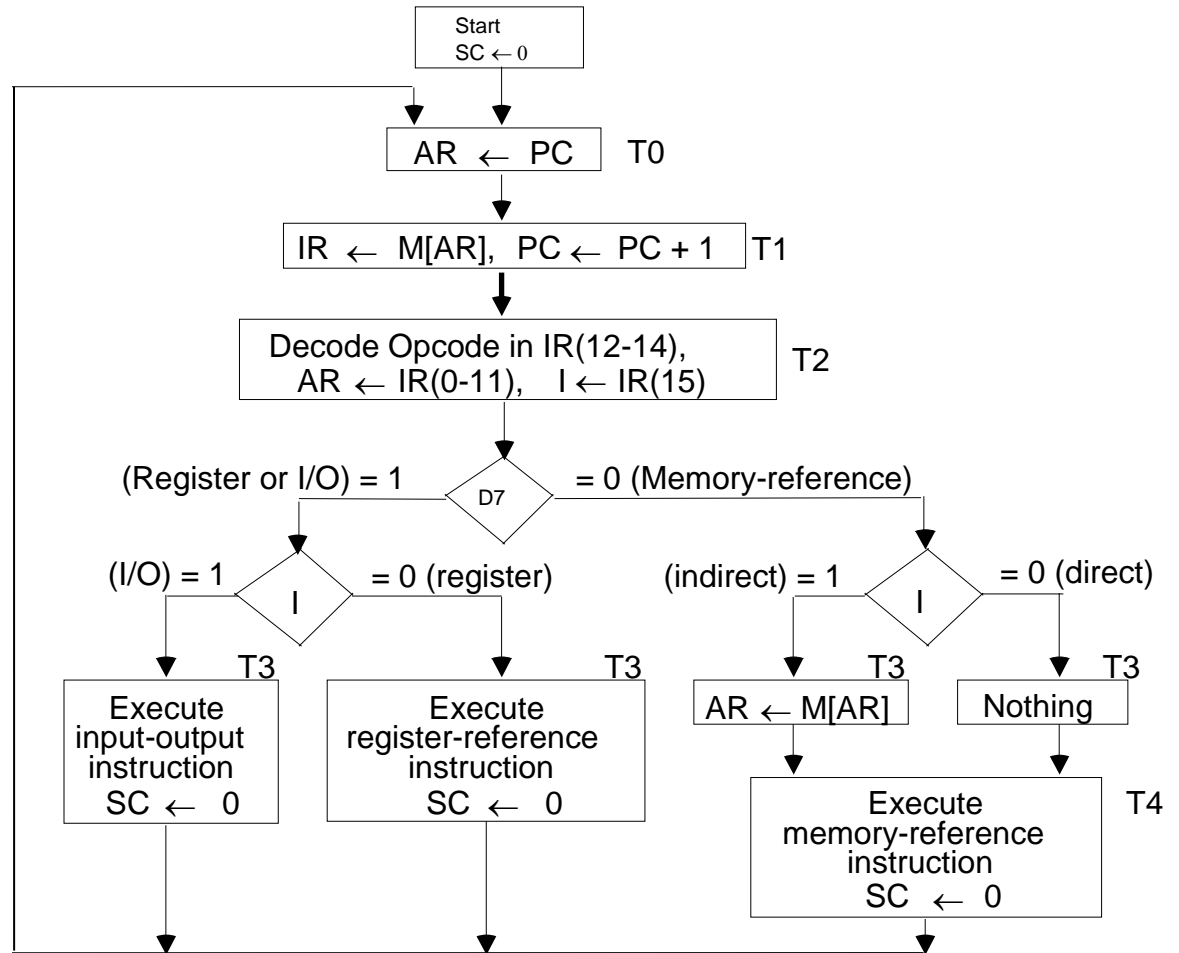 Start
SC ← 0
AR ← PC
T0
IR ← M[AR], PC ← PC + 1
T1
Decode Opcode in IR(12-14),
AR ← IR(0-11), I ← IR(15)
T2
(Register or I/O) = 1
D7
= 0 (Memory-reference)
(I/O) = 1
I
= 0 (register)
(indirect) = 1
I
= 0 (direct)
T3
Execute
input-output
instruction
SC ← 0
T3
Execute
register-reference
instruction
SC ← 0
T3
AR ← M[AR]
T3
Nothing
Execute
memory-reference
instruction
SC ← 0
T4